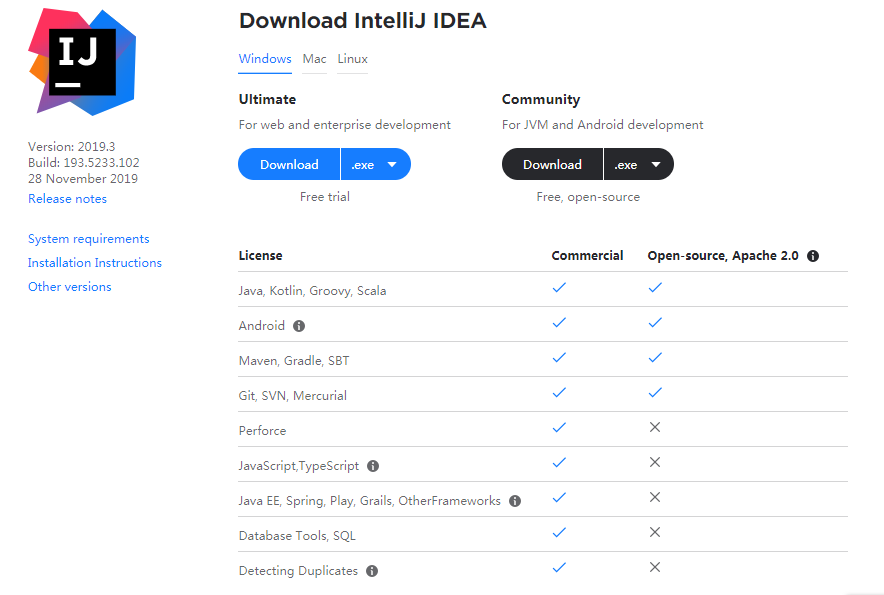 IJ
Version: 2019.3
Build: 193.5233.102
28 November 2019
Release notes
System requirements
Installation Instructions
Other versions
Download IntelliJ IDEA
Windows Mac Linux
Ultimate
For web and enterprise development
Download .exe
Free trial
Community
For JVM and Android development
Download .exe
Free, open-source
License Commercial Open-source, Apache 2.0
Java, Kotlin, Groovy, Scala
Android
Maven, Gradle, SBT
Git, SVN, Mercurial
Perforce
JavaScript,TypeScript
Java EE, Spring, Play, Grails, OtherFrameworks
Database Tools, SQL
Detecting Duplicates